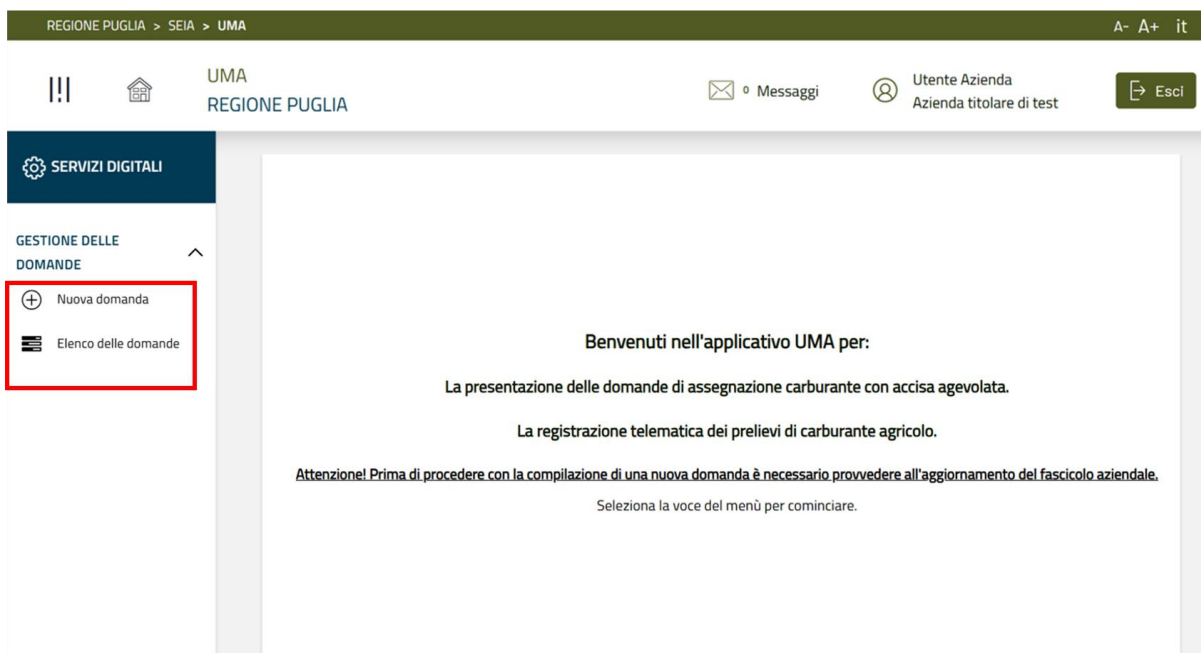 REGIONE PUGLIA > SEIA > UMA
A- A+ it
UMA
REGIONE PUGLIA
0 Messaggi
Utente Azienda
Azienda titolare di test
Esci
SERVIZI DIGITALI
GESTIONE DELLE
DOMANDE
Nuova domanda
Elenco delle domande
Benvenuti nell'applicativo UMA per:
La presentazione delle domande di assegnazione carburante con accisa agevolata.
La registrazione telematica dei prelievi di carburante agricolo.
Attenzione! Prima di procedere con la compilazione di una nuova domanda è necessario provvedere all'aggiornamento del fascicolo aziendale.
Seleziona la voce del menù per cominciare.